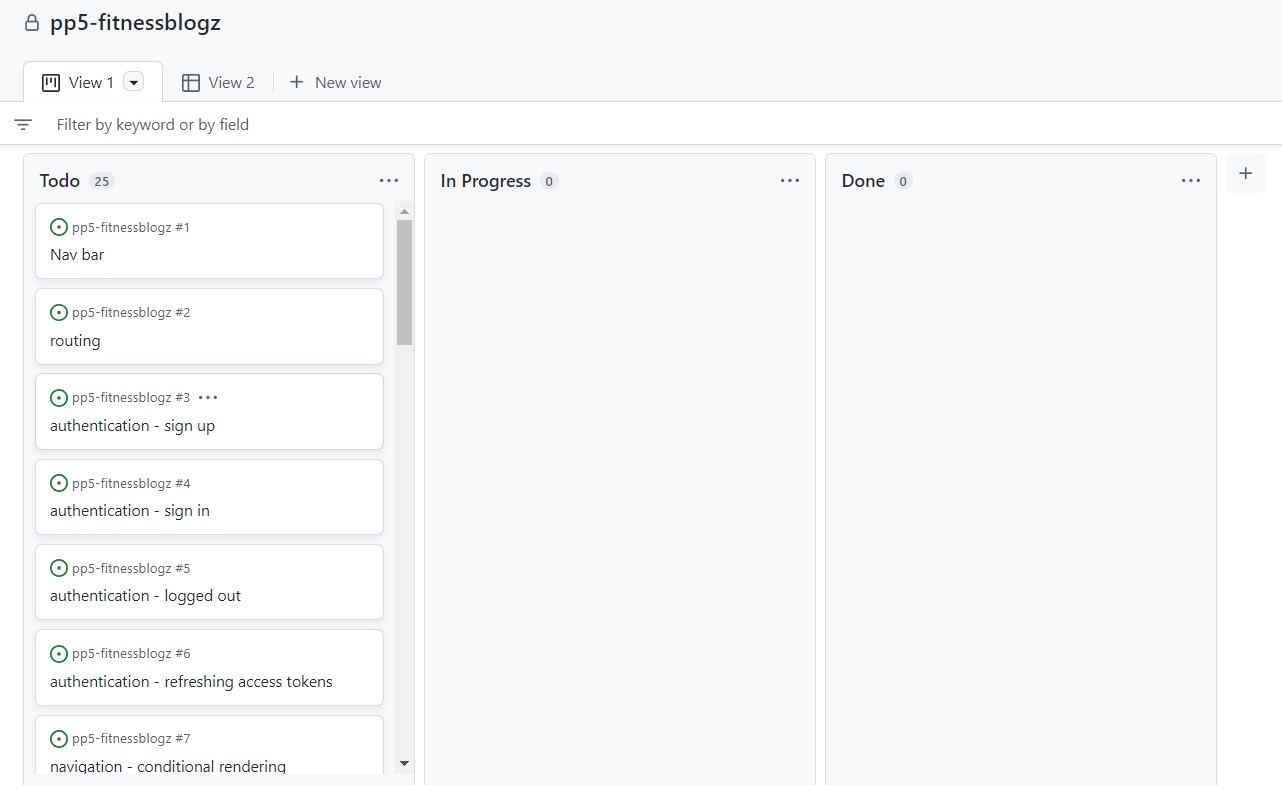 pp5-fitnessblogz
View 1
View 2
New view
Filter by keyword or by field
Todo 25
pp5-fitnessblogz #1
Nav bar
pp5-fitnessblogz #2
routing
pp5-fitnessblogz #3
authentication - sign up
pp5-fitnessblogz #4
authentication - sign in
pp5-fitnessblogz #5
authentication - logged out
pp5-fitnessblogz #6
authentication - refreshing access tokens
pp5-fitnessblogz #7
navigation - conditional rendering
In Progress 0
Done 0